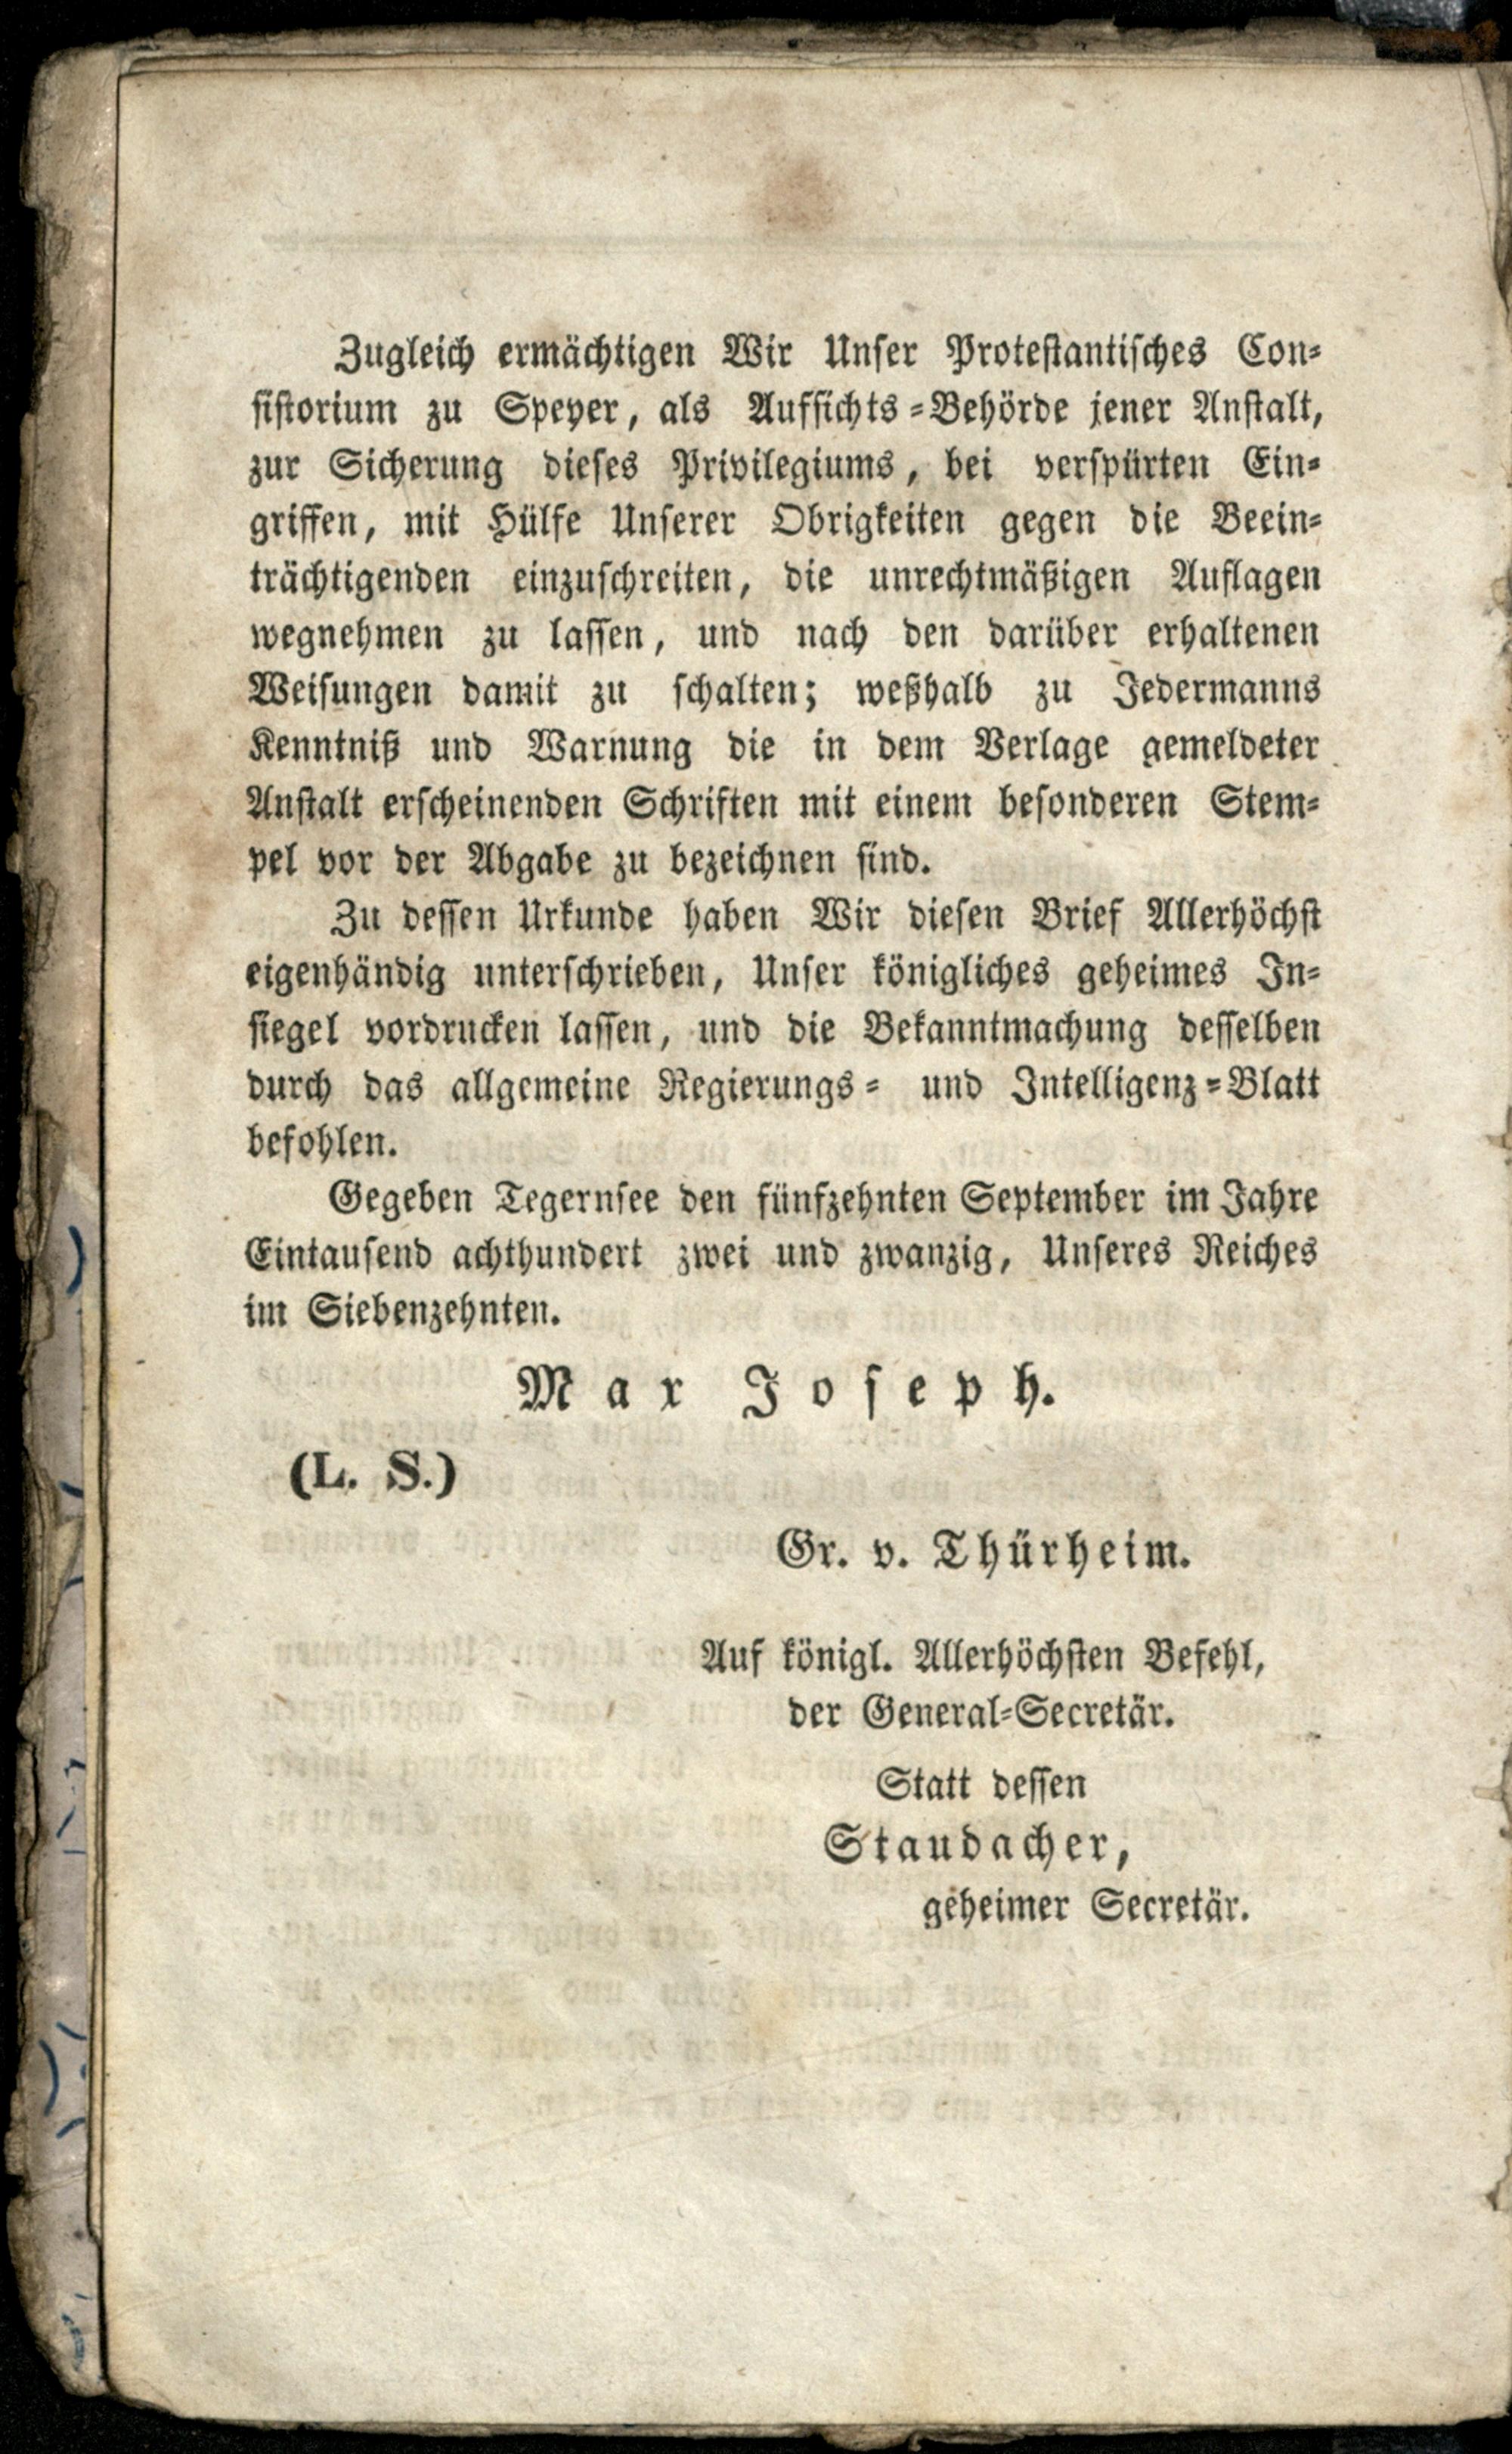 Zugleich ermächtigen Wir Unser Protestantisches Con-
sistorium zu Speyer, als Aufsichts-Behörde jener Anstalt,
zur Sicherung dieses Privilegiums, bei verspürten Ein-
griffen, mit Hülfe Unserer Obrigkeiten gegen die Beein-
trächtigenden einzuschreiten, die unrechtmäßigen Auflagen
wegnehmen zu lassen, und nach den darüber erhaltenen
Weisungen damit zu schalten; weßhalb zu Jedermanns
Kenntniß und Warnung die in dem Verlage gemeldeter
Anstalt erscheinenden Schriften mit einem besonderen Stem-
pel vor der Abgabe zu bezeichnen sind.
Zu dessen Urkunde haben Wir diesen Brief Allerhöchst
eigenhändig unterschrieben, Unser königliches geheimes In-
siegel vordrucken lassen, und die Bekanntmachung desselben
durch das allgemeine Regierungs- und Intelligenz-Blatt
befohlen.
Gegeben Tegernsee den fünfzehnten September im Jahre
Eintausend achthundert zwei und zwanzig, Unseres Reiches
im Siebenzehnten.
Max Joseph.
(L. S.)
Gr. v. Thürheim.
Auf königl. Allerhöchsten Befehl,
der General-Secretär.
Statt dessen
Staudacher,
geheimer Secretär.